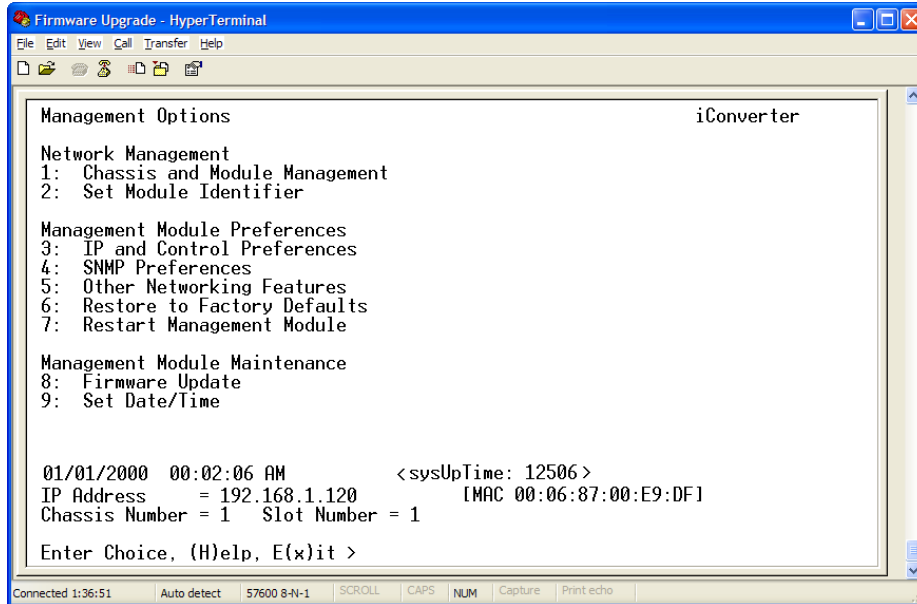 Firmware Upgrade - HyperTerminal
File Edit View Call Transfer Help
Management Options iConverter
Network Management
1: Chassis and Module Management
2: Set Module Identifier
Management Module Preferences
3: IP and Control Preferences
4: SNMP Preferences
5: Other Networking Features
6: Restore to Factory Defaults
7: Restart Management Module
Management Module Maintenance
8: Firmware Update
9: Set Date/Time
01/01/2000 00:02:06 AM <sysUpTime: 12506>
IP Address = 192.168.1.120 [MAC 00:06:87:00:E9:DF]
Chassis Number = 1 Slot Number = 1
Enter Choice, (H)elp, E(x)it >
Connected 1:36:51 Auto detect 57600 8-N-1 SCROLL CAPS NUM Capture Print echo